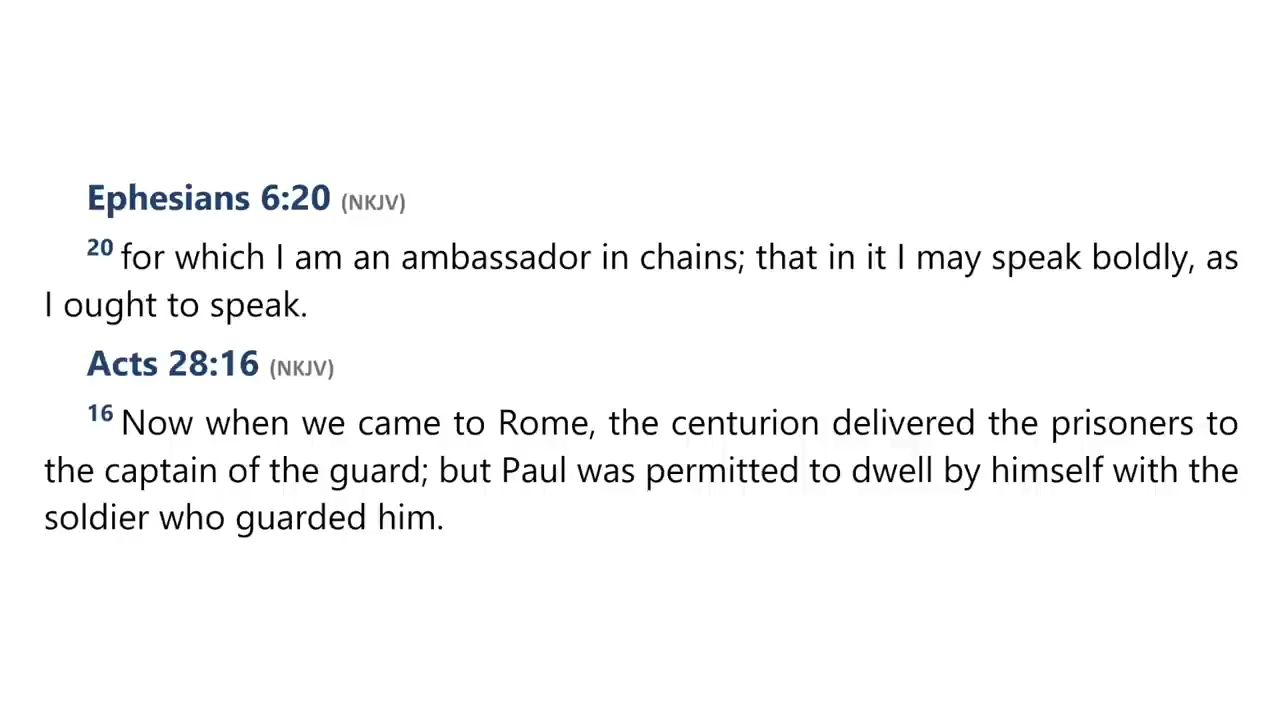 Ephesians 6:20 (NKJV)
20 for which I am an ambassador in chains; that in it I may speak boldly, as
I ought to speak.
Acts 28:16 (NKJV)
16 Now when we came to Rome, the centurion delivered the prisoners to
the captain of the guard; but Paul was permitted to dwell by himself with the
soldier who guarded him.